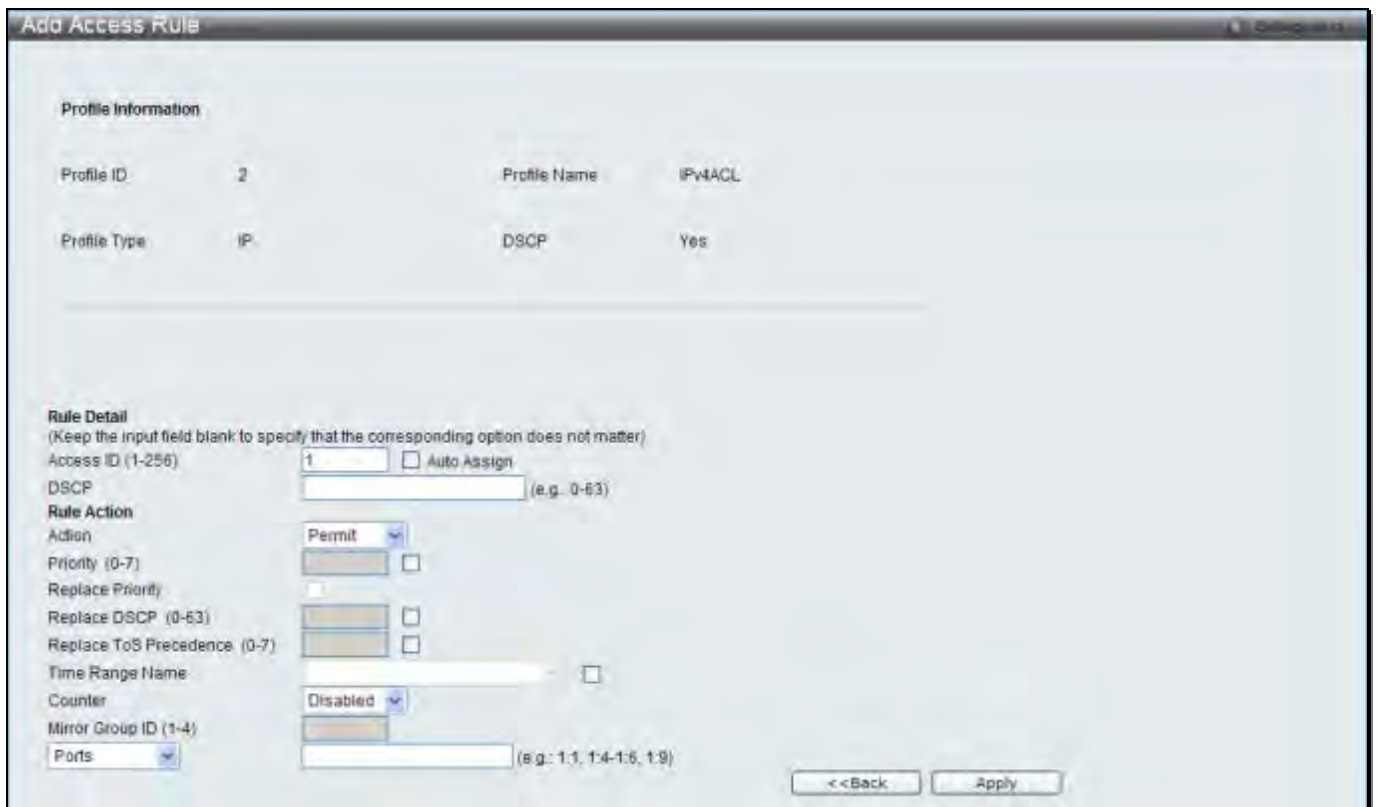 Add Access Rule
Profile Information
Profile ID 2 Profile Name IPv4ACL
Profile Type IP DSCP Yes
Rule Detail
(Keep the input field blank to specify that the corresponding option does not matter)
Access ID (1-256) 1 Auto Assign
DSCP (e.g.: 0-63)
Rule Action
Action Permit
Priority (0-7)
Replace Priority
Replace DSCP (0-63)
Replace ToS Precedence (0-7)
Time Range Name
Counter Disabled
Mirror Group ID (1-4)
Ports (e.g.: 1:1, 1:4-1:6, 1:9)
<<Back Apply